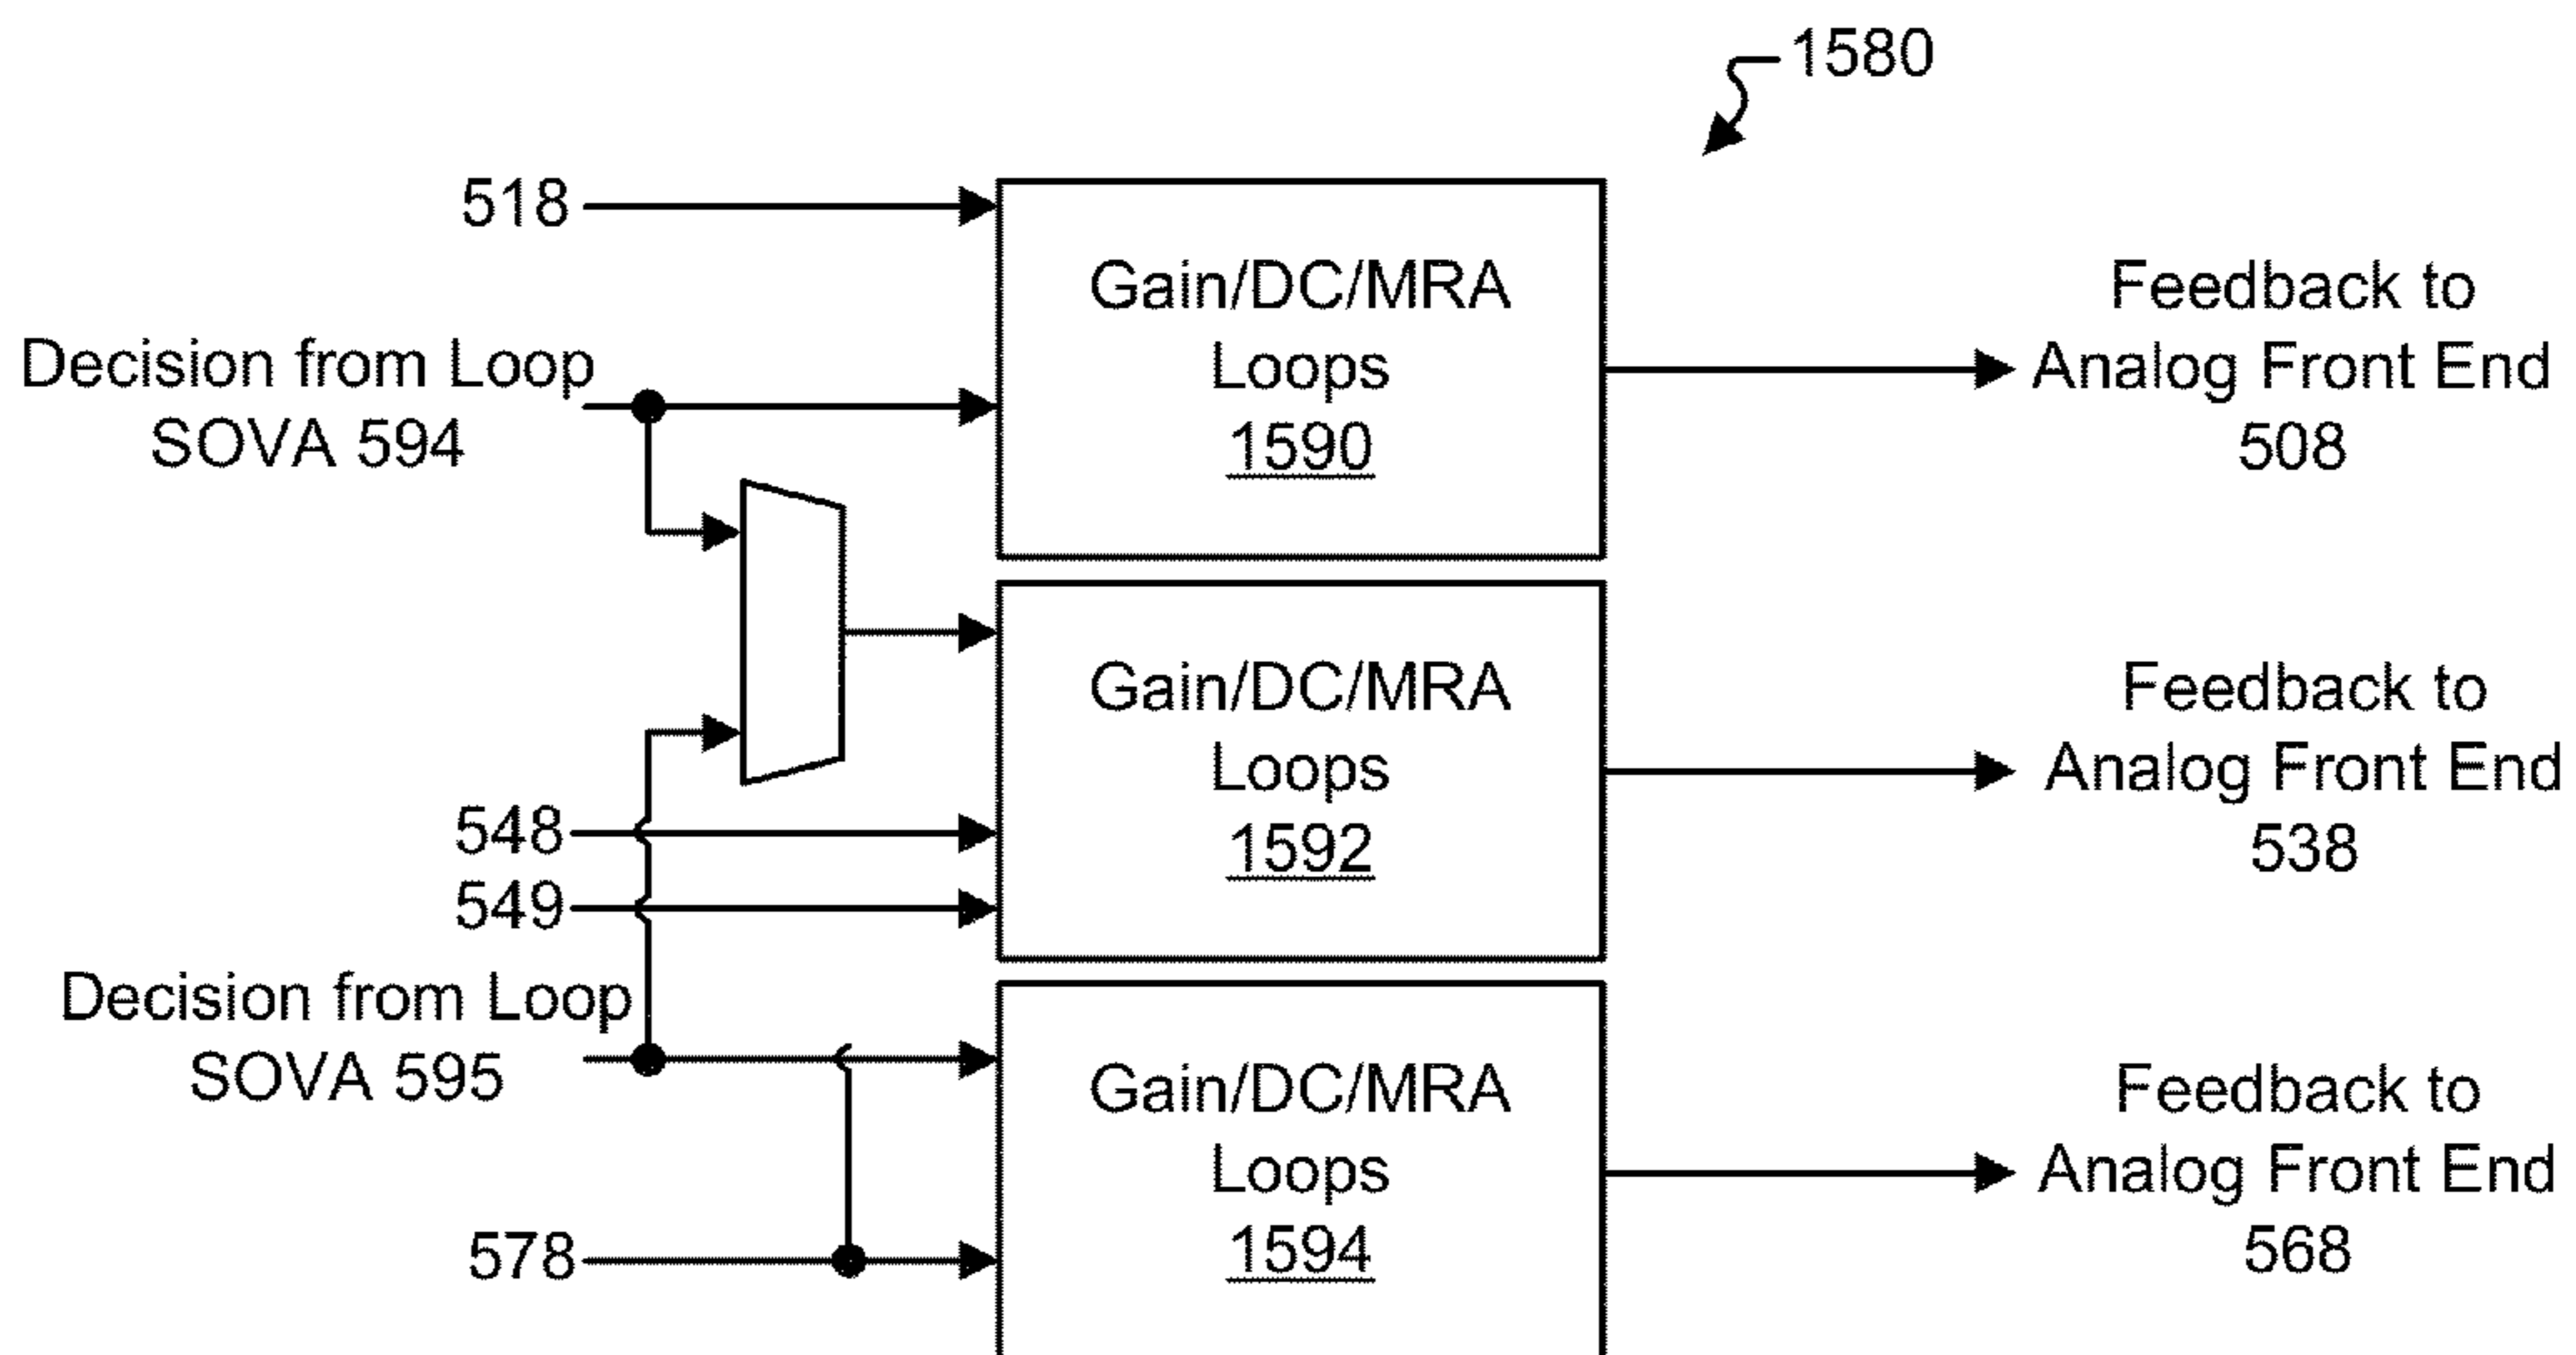 1580
518
Gain/DC/MRA
Loops
1590
Decision from Loop
SOVA 594
Feedback to
Analog Front End
508
Gain/DC/MRA
Loops
1592
548
549
Feedback to
Analog Front End
538
Decision from Loop
SOVA 595
578
Gain/DC/MRA
Loops
1594
Feedback to
Analog Front End
568